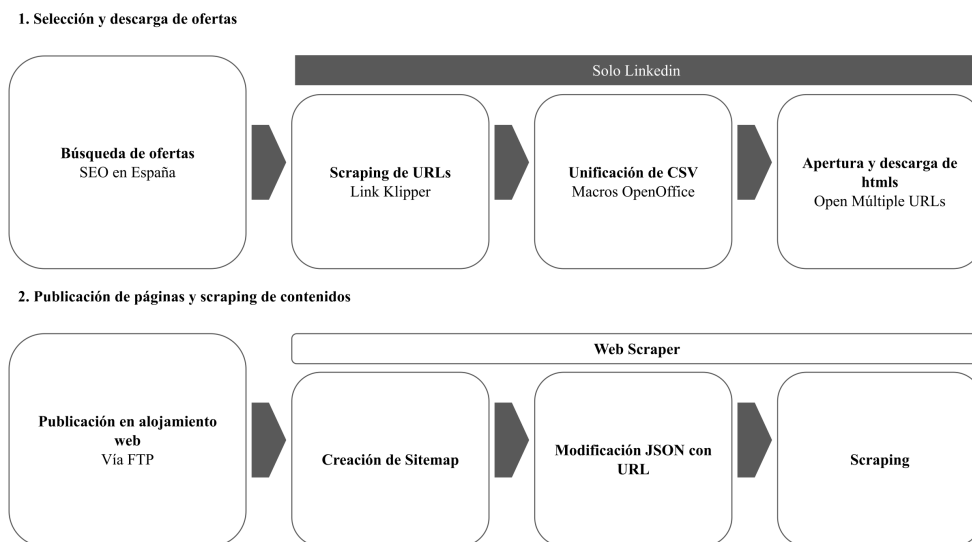 1. Selección y descarga de ofertas
Solo Linkedin
Búsqueda de ofertas
SEO en España
Scraping de URLs
Link Klipper
Unificación de CSV
Macros OpenOffice
Apertura y descarga de
htmls
Open Múltiple URLs
2. Publicación de páginas y scraping de contenidos
Web Scraper
Publicación en alojamiento
web
Vía FTP
Creación de Sitemap
Modificación JSON con
URL
Scraping